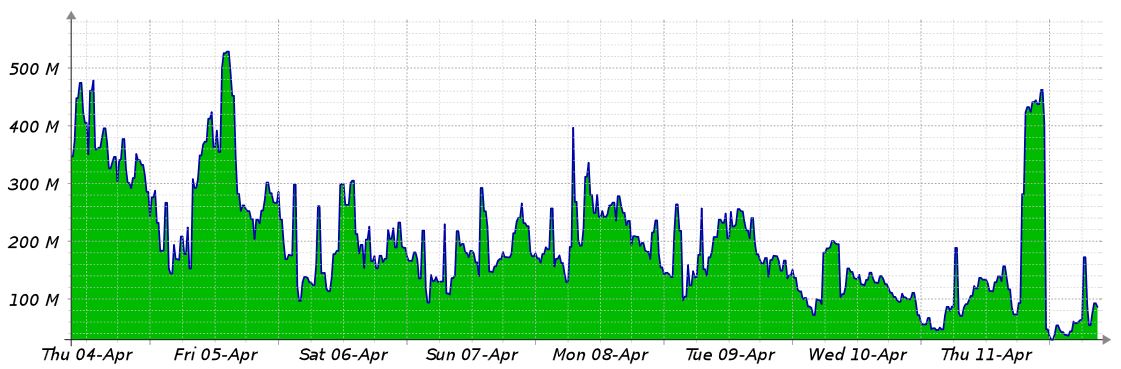 500 M
400 M
300 M
200 M
100 M
Thu 04-Apr Fri 05-Apr Sat 06-Apr Sun 07-Apr Mon 08-Apr Tue 09-Apr Wed 10-Apr Thu 11-Apr